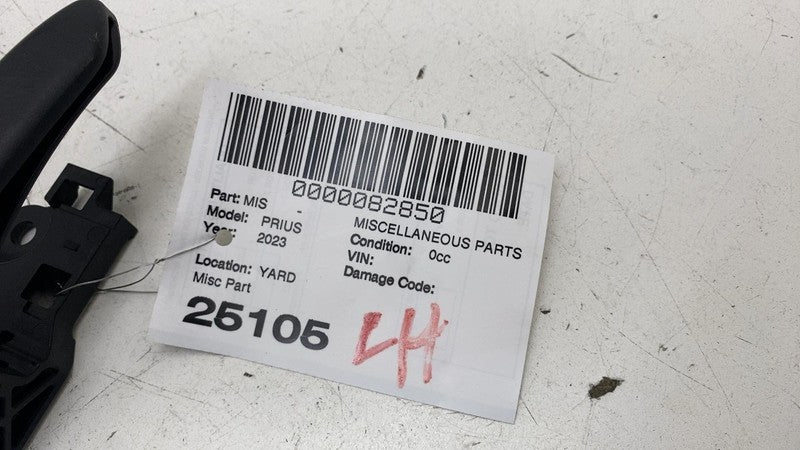 0000082850
Part: MIS - MISCELLANEOUS PARTS
Model: PRIUS Condition: 0cc
Year: 2023 VIN:
Damage Code:
Location: YARD
Misc Part
25105 LH